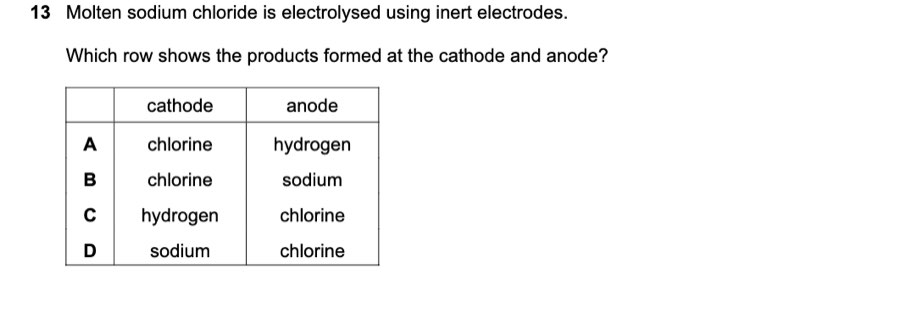 13 Molten sodium chloride is electrolysed using inert electrodes.
Which row shows the products formed at the cathode and anode?
cathode anode
A chlorine hydrogen
B chlorine sodium
C hydrogen chlorine
D sodium chlorine